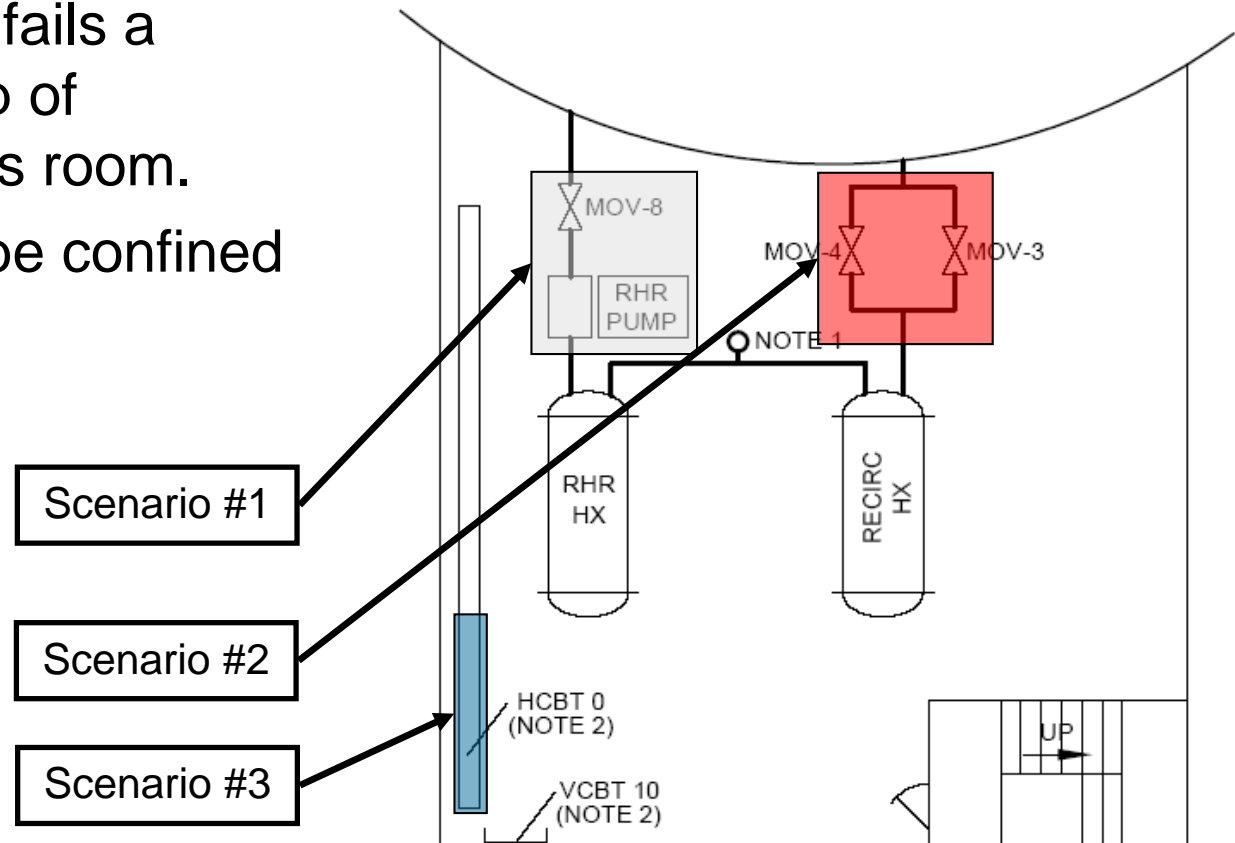 fails a
o of
s room.
be confined
MOV-8
MOV-4
MOV-3
RHR
PUMP
NOTE 1
Scenario #1
RHR
HX
RECIRC
HX
Scenario #2
HCBT 0
(NOTE 2)
UP
Scenario #3
VCBT 10
(NOTE 2)